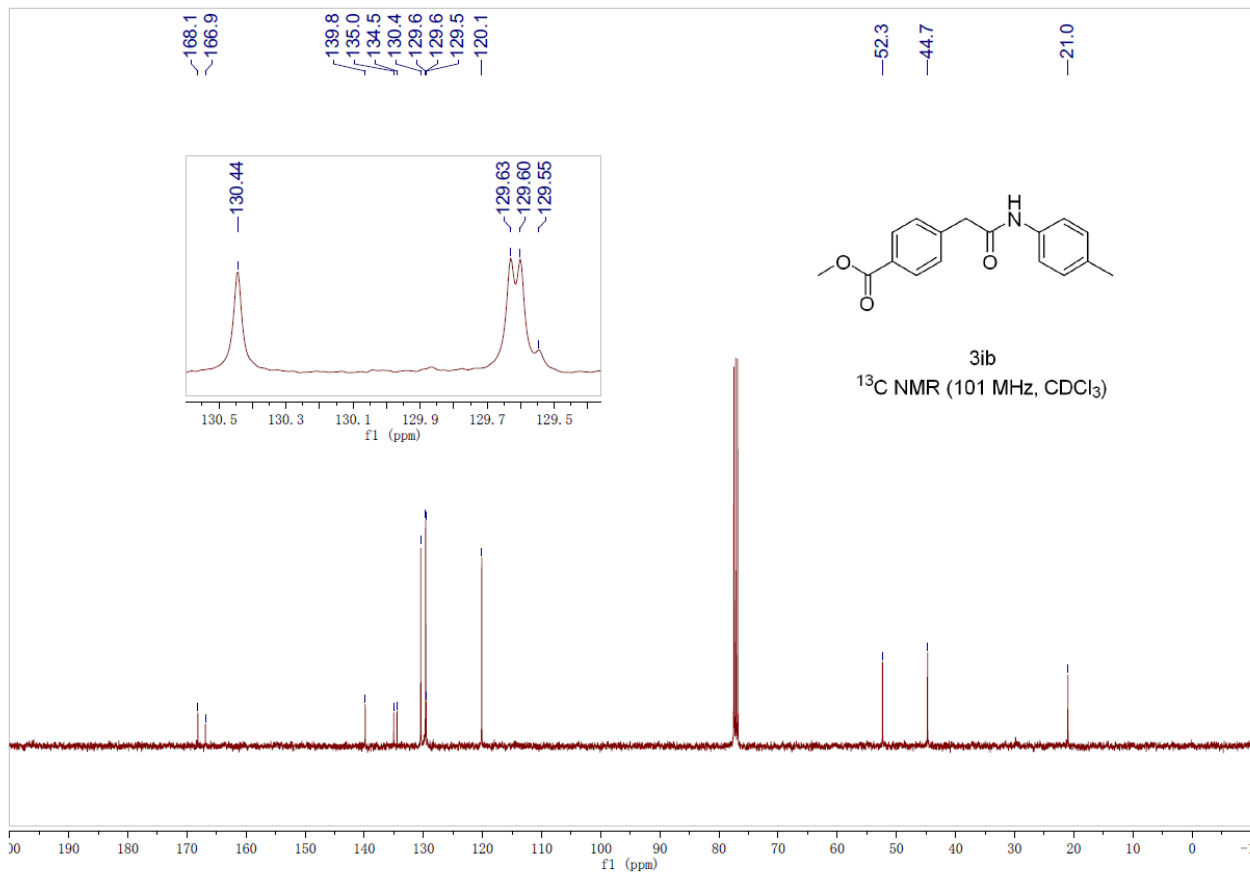 168.1
166.9
139.8
135.0
134.5
130.4
129.6
129.6
129.5
120.1
52.3
44.7
21.0
130.44
129.63
129.60
129.55
130.5 130.3 130.1 129.9 129.7 129.5
f1 (ppm)
H
N
O
O
O
3ib
¹³C NMR (101 MHz, CDCl₃)
190 180 170 160 150 140 130 120 110 100 90 80 70 60 50 40 30 20 10 0
f1 (ppm)